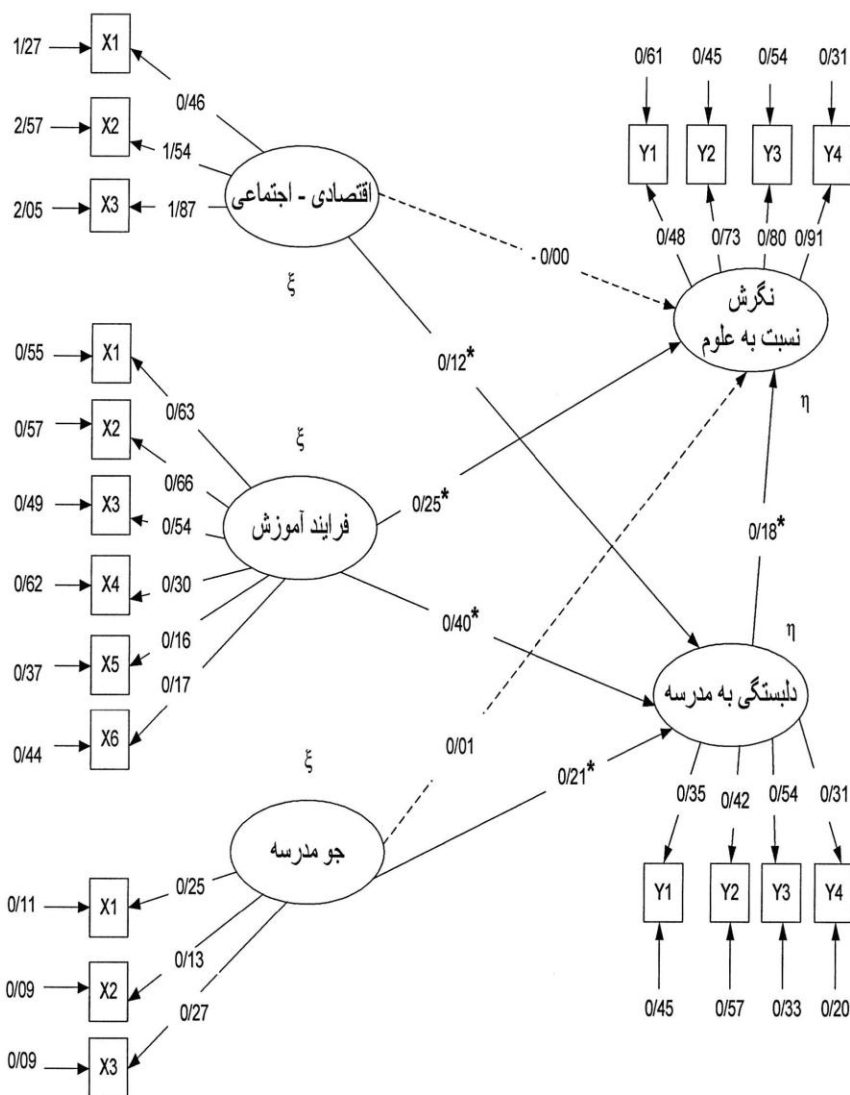 1/27 X1
0/46
2/57 X2
1/54
2/05 X3
1/87
اقتصادی - اجتماعی
ξ
0/61 0/45 0/54 0/31
Y1 Y2 Y3 Y4
0/48 0/73 0/80 0/91
نگرش
نسبت به علوم
η
- 0/00
0/12*
0/55 X1
0/63
0/57 X2
0/66
0/49 X3
0/54
0/62 X4
0/30
0/37 X5
0/16
0/44 X6
0/17
ξ
فرایند آموزش
0/25*
0/40*
0/18*
η
دلبستگی به مدرسه
0/01
0/21*
ξ
جو مدرسه
0/11 X1
0/25
0/09 X2
0/13
0/09 X3
0/27
0/35 0/42 0/54 0/31
Y1 Y2 Y3 Y4
0/45 0/57 0/33 0/20